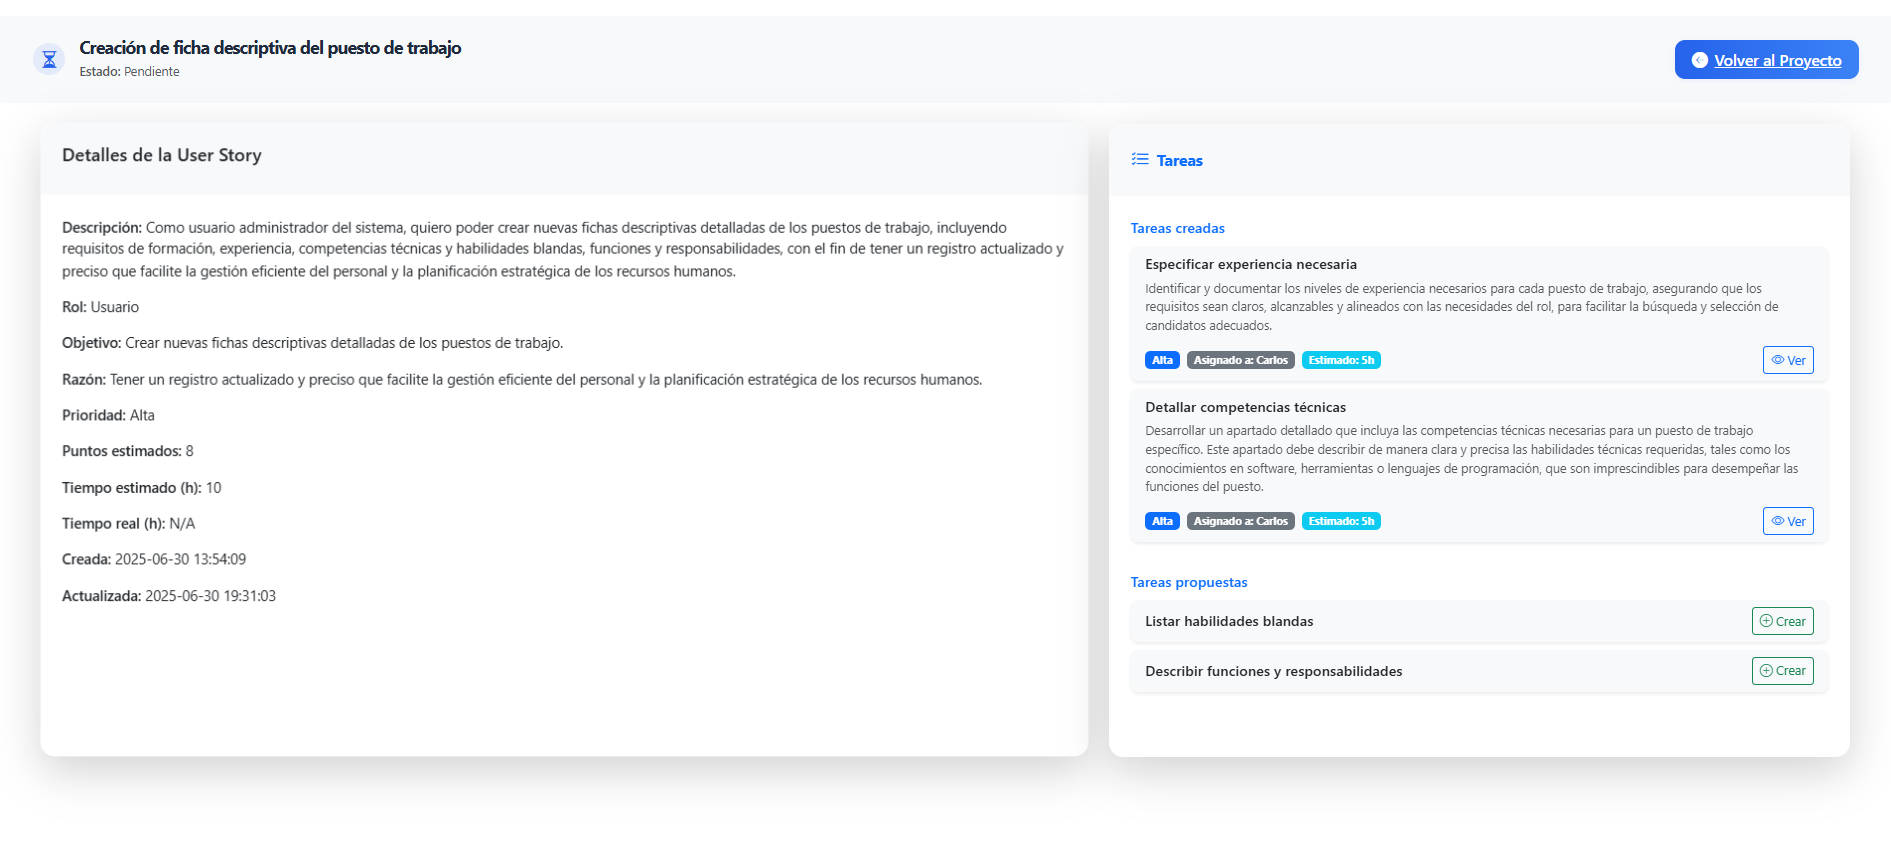 Creación de ficha descriptiva del puesto de trabajo
Estado: Pendiente
Volver al Proyecto
Detalles de la User Story
Descripción: Como usuario administrador del sistema, quiero poder crear nuevas fichas descriptivas detalladas de los puestos de trabajo, incluyendo
requisitos de formación, experiencia, competencias técnicas y habilidades blandas, funciones y responsabilidades, con el fin de tener un registro actualizado y
preciso que facilite la gestión eficiente del personal y la planificación estratégica de los recursos humanos.
Rol: Usuario
Objetivo: Crear nuevas fichas descriptivas detalladas de los puestos de trabajo.
Razón: Tener un registro actualizado y preciso que facilite la gestión eficiente del personal y la planificación estratégica de los recursos humanos.
Prioridad: Alta
Puntos estimados: 8
Tiempo estimado (h): 10
Tiempo real (h): N/A
Creada: 2025-06-30 13:54:09
Actualizada: 2025-06-30 19:31:03
Tareas
Tareas creadas
Especificar experiencia necesaria
Identificar y documentar los niveles de experiencia necesarios para cada puesto de trabajo, asegurando que los
requisitos sean claros, alcanzables y alineados con las necesidades del rol, para facilitar la búsqueda y selección de
candidatos adecuados.
Alta Asignado a: Carlos Estimado: 5h Ver
Detallar competencias técnicas
Desarrollar un apartado detallado que incluya las competencias técnicas necesarias para un puesto de trabajo
específico. Este apartado debe describir de manera clara y precisa las habilidades técnicas requeridas, tales como los
conocimientos en software, herramientas o lenguajes de programación, que son imprescindibles para desempeñar las
funciones del puesto.
Alta Asignado a: Carlos Estimado: 5h Ver
Tareas propuestas
Listar habilidades blandas Crear
Describir funciones y responsabilidades Crear